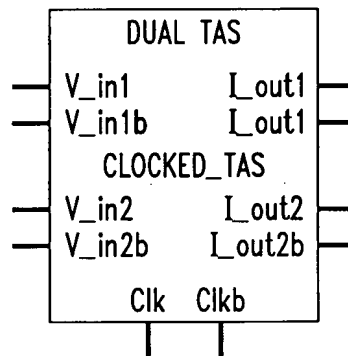 DUAL TAS
V_in1 I_out1
V_in1b I_out1
CLOCKED_TAS
V_in2 I_out2
V_in2b I_out2b
Clk Clkb